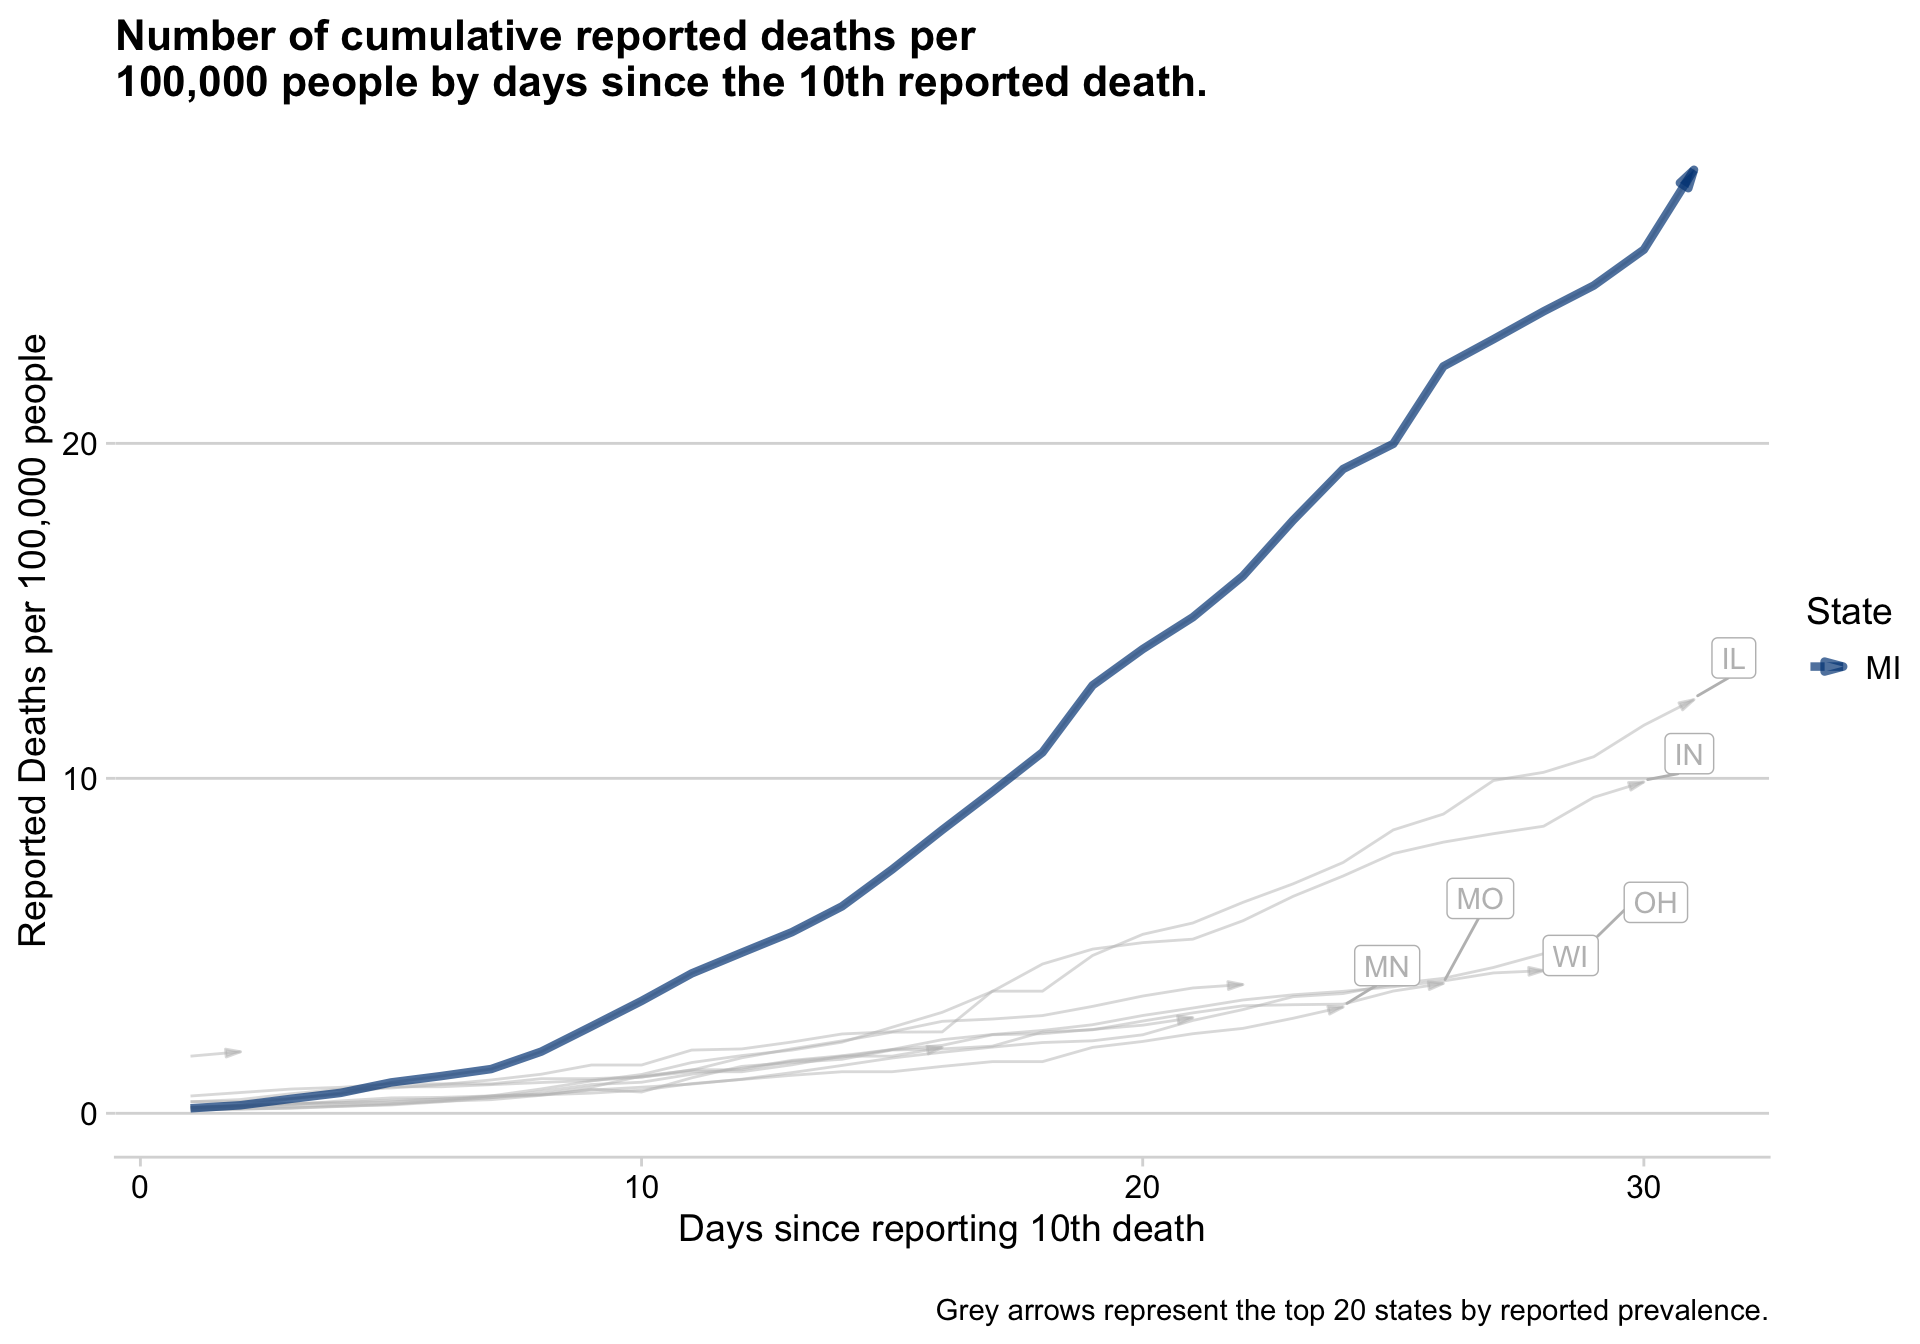 Number of cumulative reported deaths per
100,000 people by days since the 10th reported death.
Reported Deaths per 100,000 people
20
10
0
IL
IN
MO
OH
MN
WI
State
MI
0
10
20
30
Days since reporting 10th death
Grey arrows represent the top 20 states by reported prevalence.